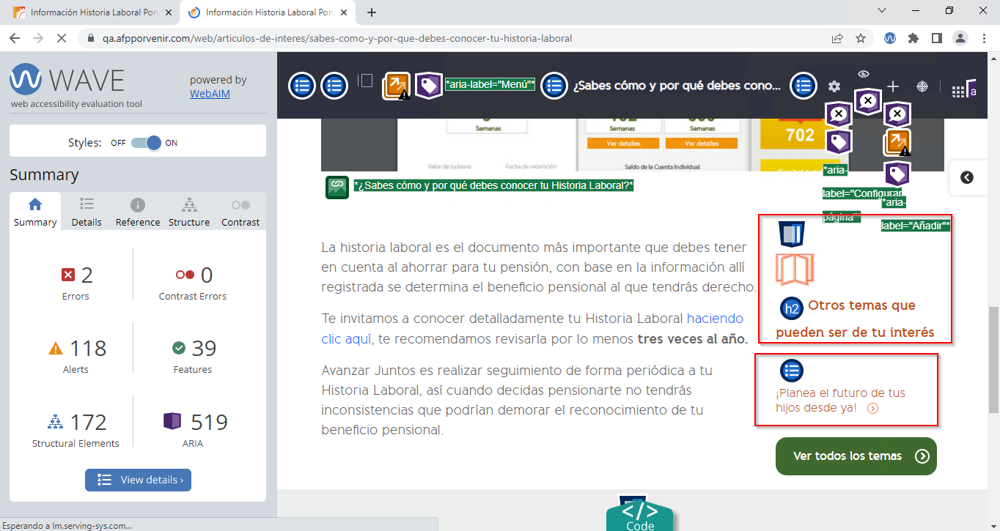 Información Historia Laboral Por
Información Historia Laboral Por
qa.afpporvenir.com/web/articulos-de-interes/sabes-como-y-por-que-debes-conocer-tu-historia-laboral
WAVE
web accessibility evaluation tool
powered by
WebAIM
Styles: OFF ON
Summary
Summary Details Reference Structure Contrast
2
Errors
0
Contrast Errors
118
Alerts
39
Features
172
Structural Elements
519
ARIA
View details ›
Esperando a lm.serving-sys.com...
*aria-label="Menú"*
¿Sabes cómo y por qué debes cono...
a
Semanas
Ver detalles
Semanas
Ver detalles
Semanas
702
Valor de tu bono
Fecha de redención
Saldo de la Cuenta Individual
*¿Sabes cómo y por qué debes conocer tu Historia Laboral?*
*aria-
label="Configurar
página"*
*aria-
label="Añadir"*
La historia laboral es el documento más importante que debes tener
en cuenta al ahorrar para tu pensión, con base en la información allí
registrada se determina el beneficio pensional al que tendrás derecho.
Te invitamos a conocer detalladamente tu Historia Laboral haciendo
clic aquí, te recomendamos revisarla por lo menos tres veces al año.
Avanzar Juntos es realizar seguimiento de forma periódica a tu
Historia Laboral, así cuando decidas pensionarte no tendrás
inconsistencias que podrían demorar el reconocimiento de tu
beneficio pensional.
h2 Otros temas que
pueden ser de tu interés
¡Planea el futuro de tus
hijos desde ya!
Ver todos los temas
</>
Code